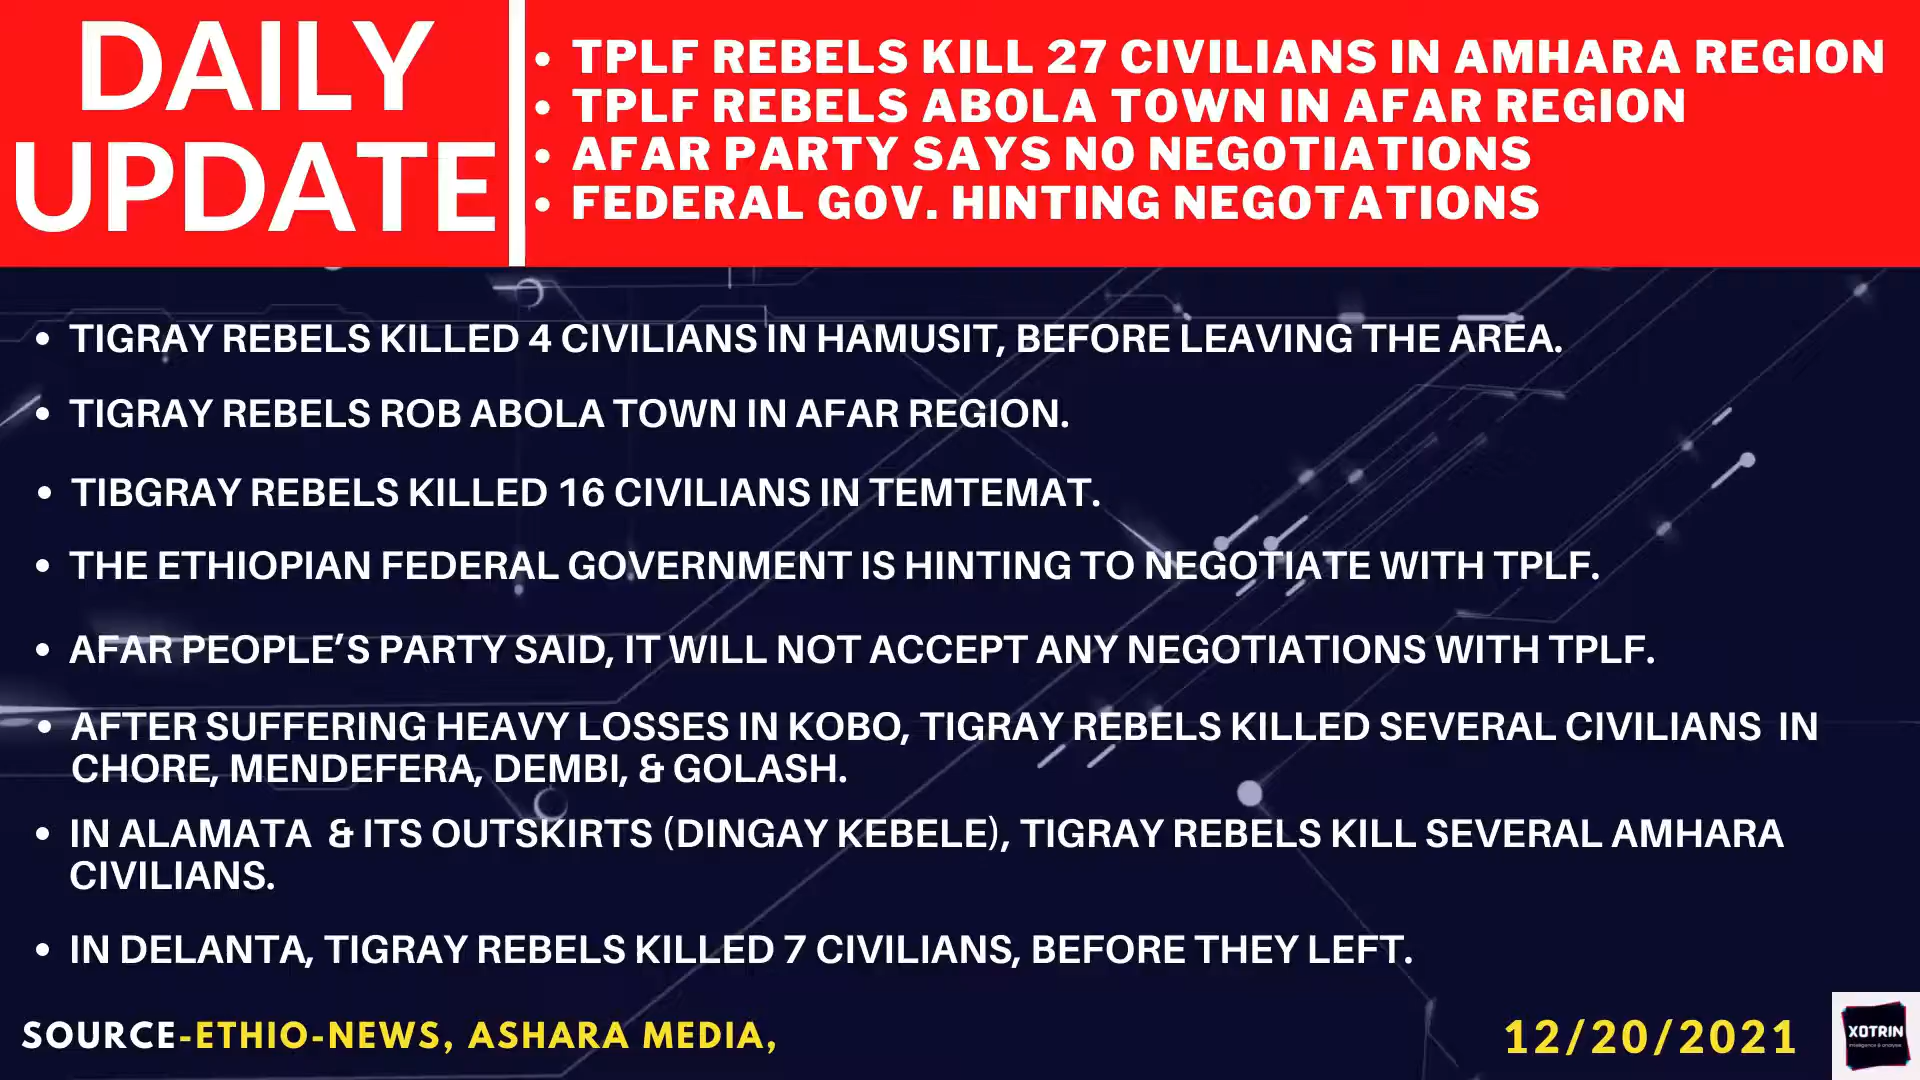 DAILY
UPDATE
• TPLF REBELS KILL 27 CIVILIANS IN AMHARA REGION
• TPLF REBELS ABOLA TOWN IN AFAR REGION
• AFAR PARTY SAYS NO NEGOTIATIONS
• FEDERAL GOV. HINTING NEGOTATIONS
• TIGRAY REBELS KILLED 4 CIVILIANS IN HAMUSIT, BEFORE LEAVING THE AREA.
• TIGRAY REBELS ROB ABOLA TOWN IN AFAR REGION.
• TIBGRAY REBELS KILLED 16 CIVILIANS IN TEMTEMAT.
• THE ETHIOPIAN FEDERAL GOVERNMENT IS HINTING TO NEGOTIATE WITH TPLF.
• AFAR PEOPLE'S PARTY SAID, IT WILL NOT ACCEPT ANY NEGOTIATIONS WITH TPLF.
• AFTER SUFFERING HEAVY LOSSES IN KOBO, TIGRAY REBELS KILLED SEVERAL CIVILIANS IN
CHORE, MENDEFERA, DEMBI, & GOLASH.
• IN ALAMATA & ITS OUTSKIRTS (DINGAY KEBELE), TIGRAY REBELS KILL SEVERAL AMHARA
CIVILIANS.
• IN DELANTA, TIGRAY REBELS KILLED 7 CIVILIANS, BEFORE THEY LEFT.
SOURCE-ETHIO-NEWS, ASHARA MEDIA,
12/20/2021
XOTRIN
intelligence & analysis